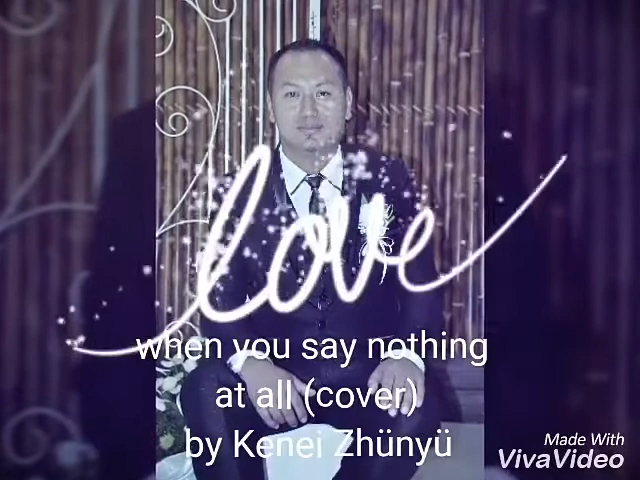 love
when you say nothing
at all (cover)
by Kenei Zhünyü
Made With
VivaVideo